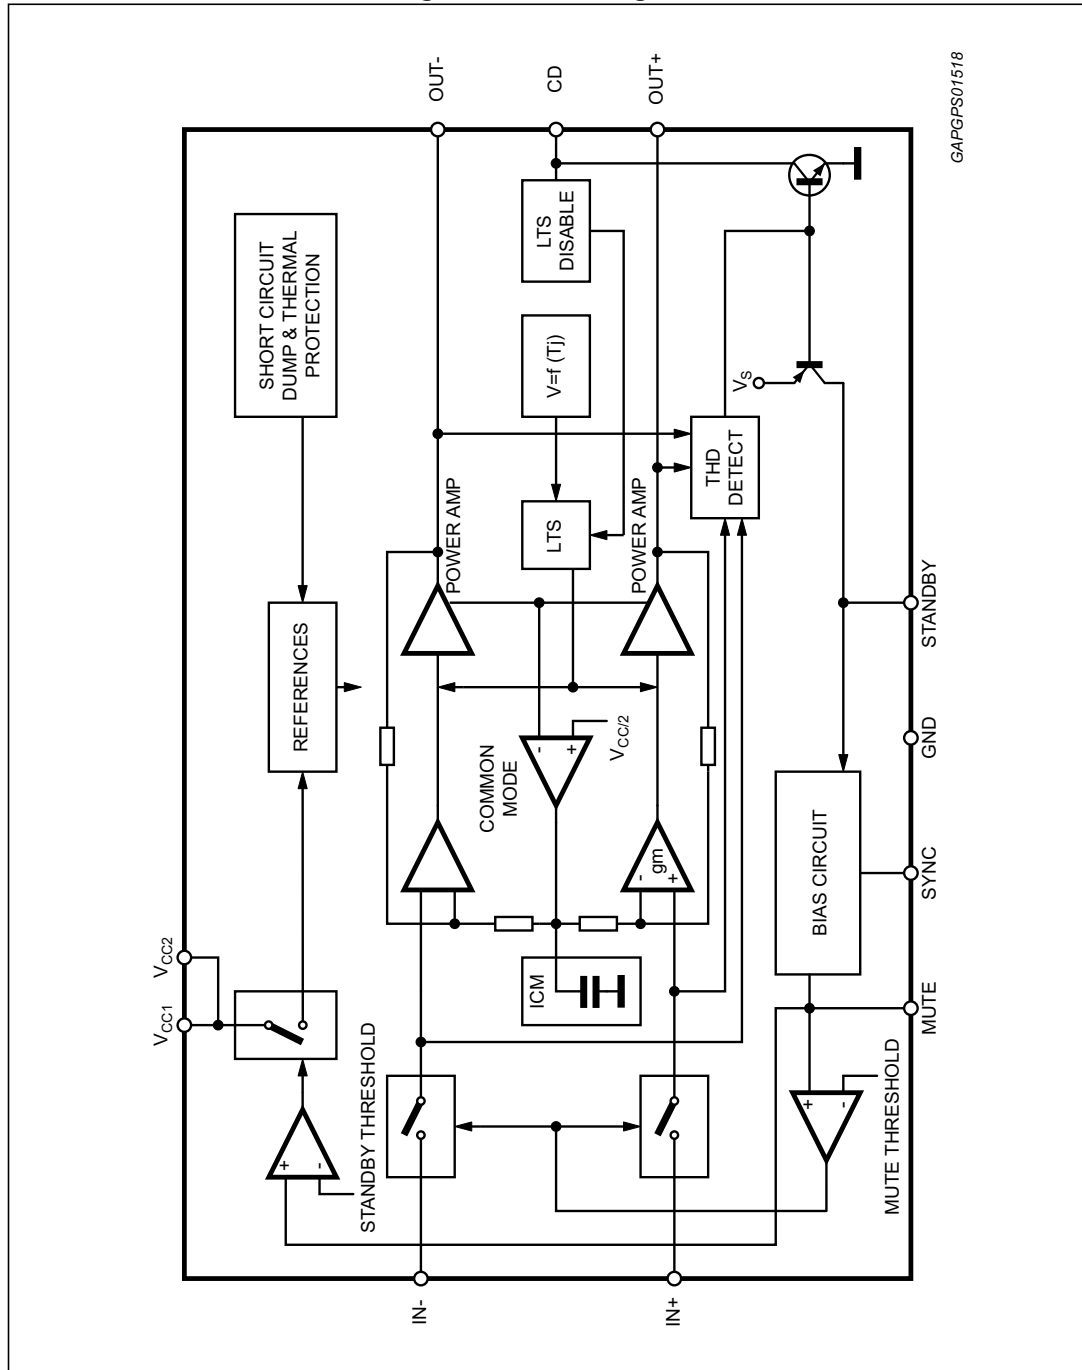 VCC1
VCC2
SHORT CIRCUIT
DUMP & THERMAL
PROTECTION
REFERENCES
+
-
STANDBY THRESHOLD
IN-
POWER AMP
OUT-
ICM
COMMON
MODE
-
+
VCC/2
LTS
V=f (Tj)
LTS
DISABLE
CD
IN+
-
+
gm
POWER AMP
OUT+
THD
DETECT
VS
MUTE THRESHOLD
+
-
BIAS CIRCUIT
MUTE
SYNC
GND
STANDBY
GAPGPS01518